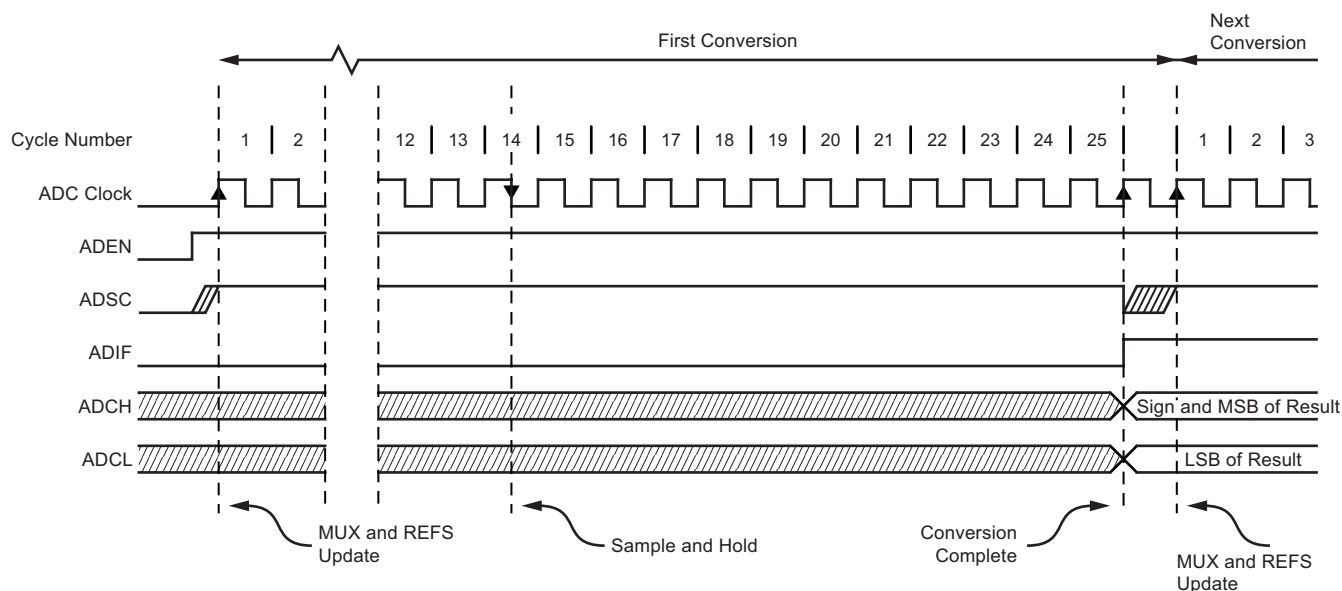 Next
First Conversion
Conversion
Cycle Number 1 2 12 13 14 15 16 17 18 19 20 21 22 23 24 25 1 2 3
ADC Clock
ADEN
ADSC
ADIF
ADCH
Sign and MSB of Result
ADCL
LSB of Result
MUX and REFS
Update
Sample and Hold
Conversion
Complete
MUX and REFS
Update